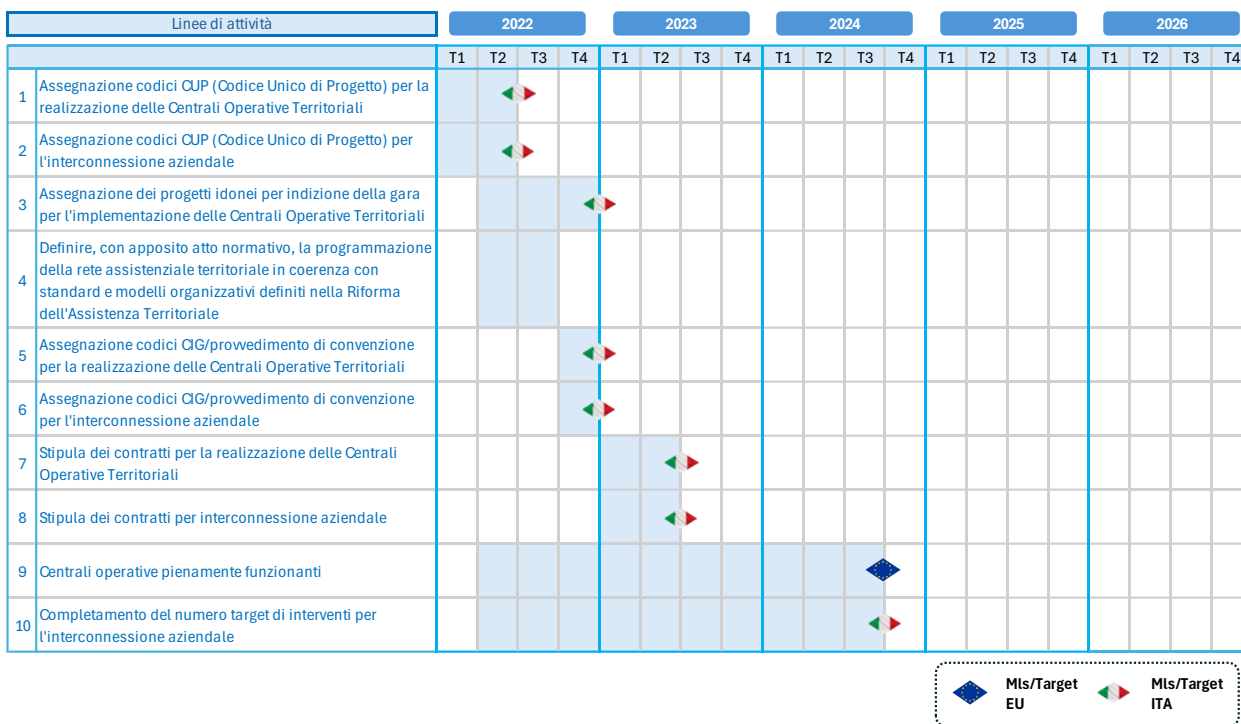 Linee di attività 2022 2023 2024 2025 2026
T1 T2 T3 T4 T1 T2 T3 T4 T1 T2 T3 T4 T1 T2 T3 T4 T1 T2 T3 T4
1 Assegnazione codici CUP (Codice Unico di Progetto) per la
realizzazione delle Centrali Operative Territoriali
2 Assegnazione codici CUP (Codice Unico di Progetto) per
l'interconnessione aziendale
3 Assegnazione dei progetti idonei per indizione della gara
per l'implementazione delle Centrali Operative Territoriali
4 Definire, con apposito atto normativo, la programmazione
della rete assistenziale territoriale in coerenza con
standard e modelli organizzativi definiti nella Riforma
dell'Assistenza Territoriale
5 Assegnazione codici CIG/provvedimento di convenzione
per la realizzazione delle Centrali Operative Territoriali
6 Assegnazione codici CIG/provvedimento di convenzione
per l'interconnessione aziendale
7 Stipula dei contratti per la realizzazione delle Centrali
Operative Territoriali
8 Stipula dei contratti per interconnessione aziendale
9 Centrali operative pienamente funzionanti
10 Completamento del numero target di interventi per
l'interconnessione aziendale
Mls/Target
EU
Mls/Target
ITA